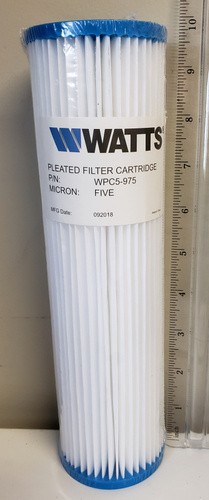 WATTS
PLEATED FILTER CARTRIDGE
P/N: WPC5-975
MICRON: FIVE
MFG Date: 092018
10
9
8
7
6
5
4
3
2
1